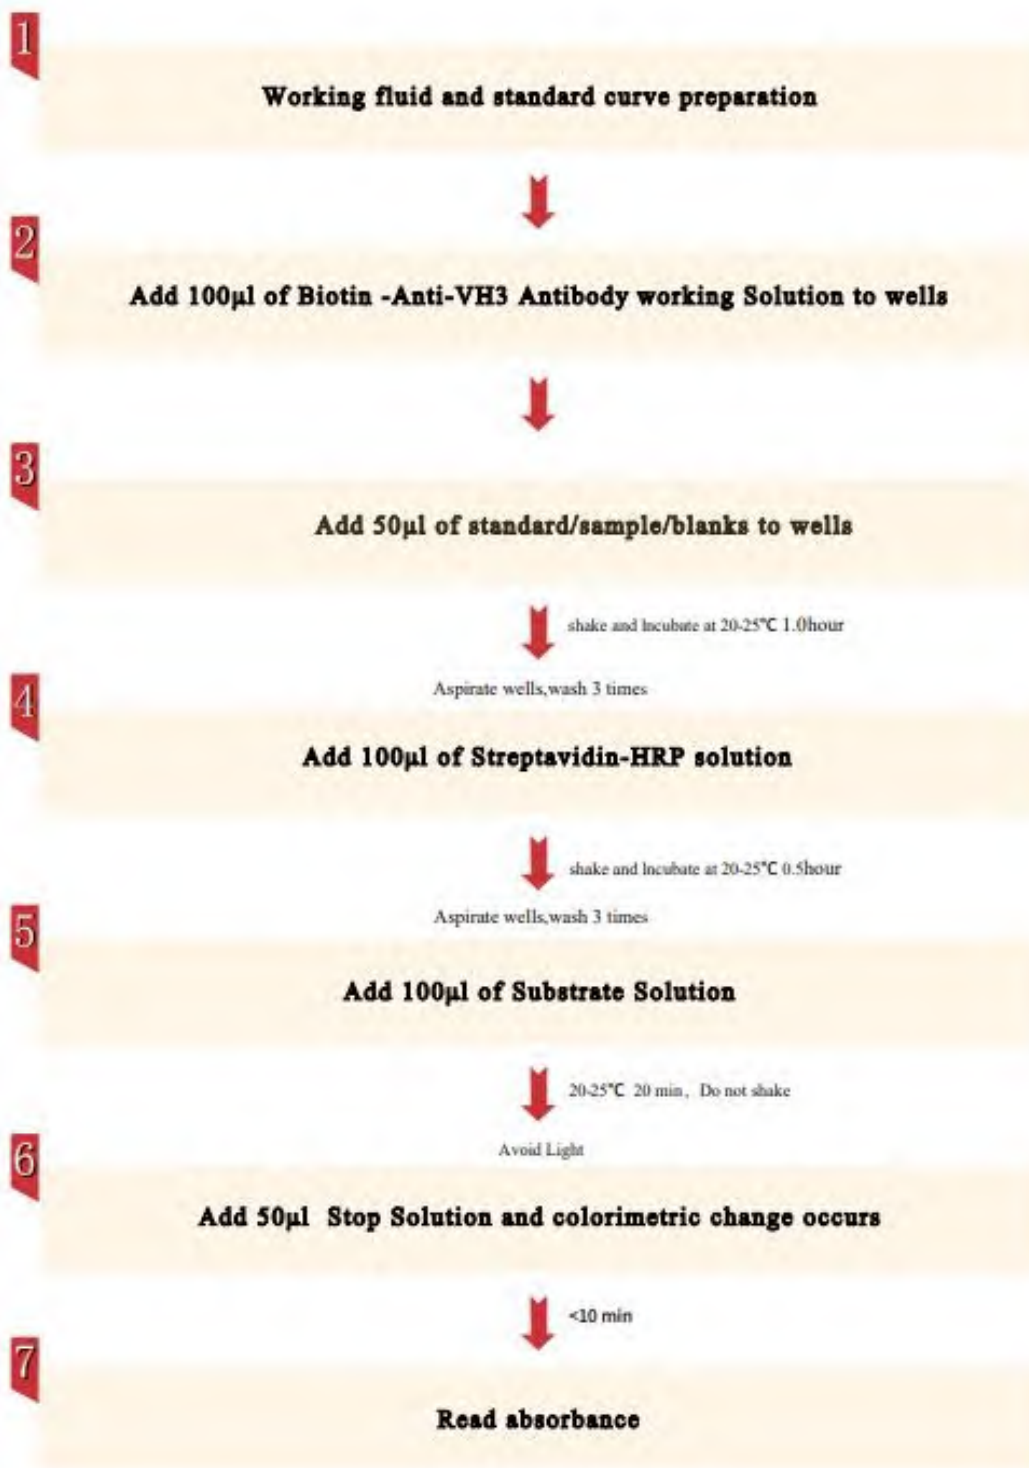 1
Working fluid and standard curve preparation
2
Add 100μl of Biotin -Anti-VH3 Antibody working Solution to wells
3
Add 50μl of standard/sample/blanks to wells
shake and Incubate at 20-25℃ 1.0hour
Aspirate wells,wash 3 times
4
Add 100μl of Streptavidin-HRP solution
shake and Incubate at 20-25℃ 0.5hour
Aspirate wells,wash 3 times
5
Add 100μl of Substrate Solution
20-25℃ 20 min，Do not shake
Avoid Light
6
Add 50μl Stop Solution and colorimetric change occurs
<10 min
7
Read absorbance